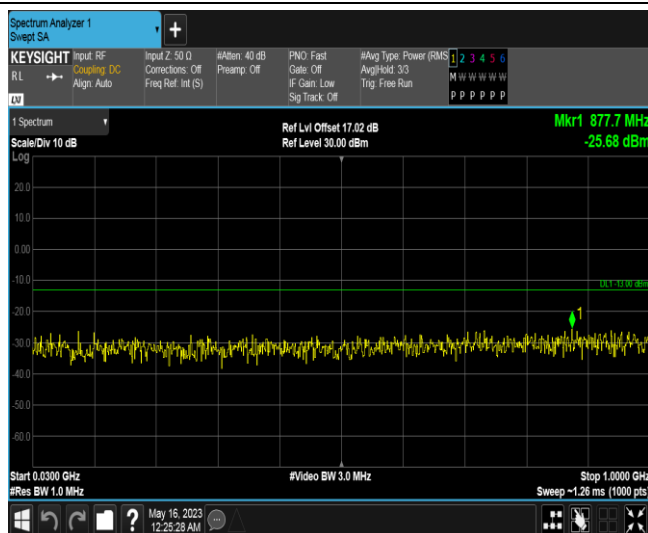 Spectrum Analyzer 1
Swept SA
+
KEYSIGHT
RL
LXI
Input: RF
Coupling: DC
Align: Auto
Input Z: 50 Ω
Corrections: Off
Freq Ref: Int (S)
#Atten: 40 dB
Preamp: Off
PNO: Fast
Gate: Off
IF Gain: Low
Sig Track: Off
#Avg Type: Power (RMS
Avg|Hold: 3/3
Trig: Free Run
1 2 3 4 5 6
M W W W W W
P P P P P P
1 Spectrum
Scale/Div 10 dB
Ref Lvl Offset 17.02 dB
Ref Level 30.00 dBm
Mkr1 877.7 MHz
-25.68 dBm
Log
20.0
10.0
0.00
-10.0
DL1 -13.00 dBm
-20.0
1
-30.0
-40.0
-50.0
-60.0
Start 0.0300 GHz
#Video BW 3.0 MHz
Stop 1.0000 GHz
#Res BW 1.0 MHz
Sweep ~1.26 ms (1000 pts)
?
May 16, 2023
12:25:28 AM